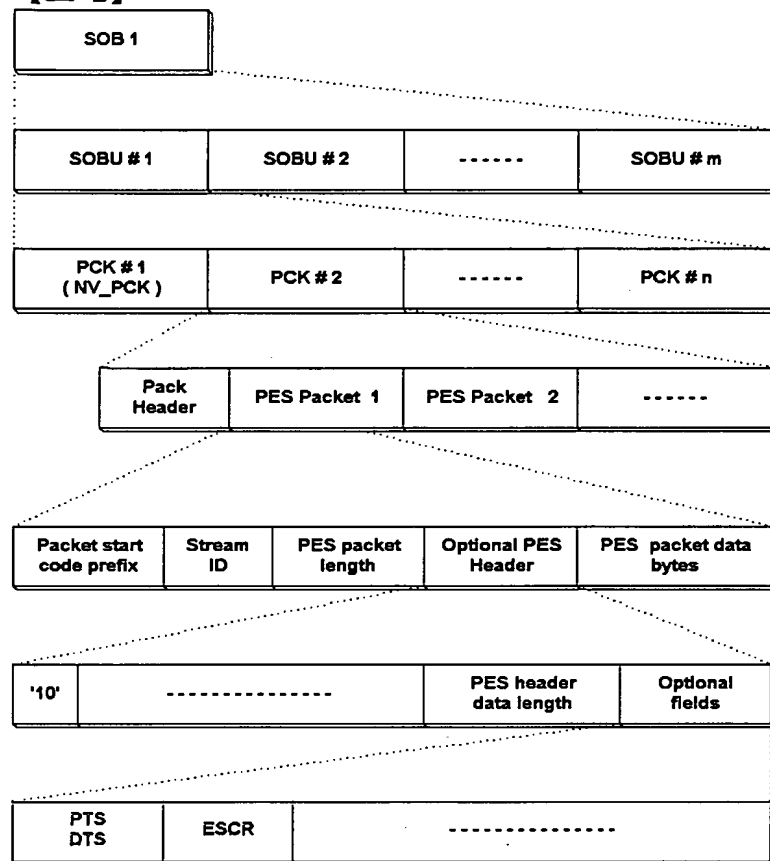 SOB 1
SOBU # 1 SOBU # 2 ------ SOBU # m
PCK # 1
( NV_PCK ) PCK # 2 ------ PCK # n
Pack
Header PES Packet 1 PES Packet 2 ------
Packet start
code prefix Stream
ID PES packet
length Optional PES
Header PES packet data
bytes
'10' --------------- PES header
data length Optional
fields
PTS
DTS ESCR ---------------